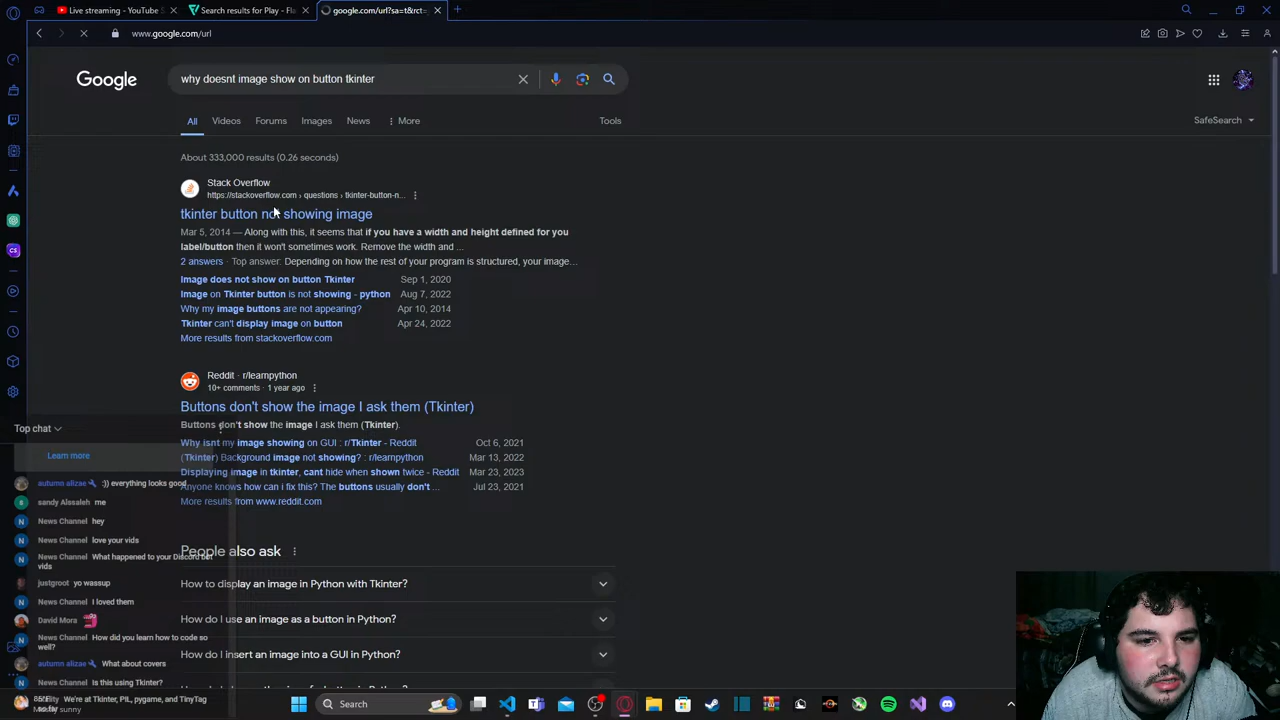 Live streaming - YouTube S
Search results for Play - Fla
google.com/url?sa=t&rct=
www.google.com/url
Google
why doesnt image show on button tkinter
All
Videos
Forums
Images
News
More
Tools
SafeSearch
About 333,000 results (0.26 seconds)
Stack Overflow
https://stackoverflow.com › questions › tkinter-button-n...
tkinter button not showing image
Mar 5, 2014 — Along with this, it seems that if you have a width and height defined for you
label/button then it won't sometimes work. Remove the width and ...
2 answers · Top answer: Depending on how the rest of your program is structured, your image...
Image does not show on button Tkinter Sep 1, 2020
Image on Tkinter button is not showing - python Aug 7, 2022
Why my image buttons are not appearing? Apr 10, 2014
Tkinter can't display image on button Apr 24, 2022
More results from stackoverflow.com
Reddit · r/learnpython
10+ comments · 1 year ago
Buttons don't show the image I ask them (Tkinter)
Buttons don't show the image I ask them (Tkinter).
Why isnt my image showing on GUI : r/Tkinter - Reddit Oct 6, 2021
(Tkinter) Background image not showing? : r/learnpython Mar 13, 2022
Displaying image in tkinter, cant hide when shown twice - Reddit Mar 23, 2023
Anyone knows how can i fix this? The buttons usually don't ... Jul 23, 2021
More results from www.reddit.com
People also ask
How to display an image in Python with Tkinter?
How do I use an image as a button in Python?
How do I insert an image into a GUI in Python?
Top chat
Learn more
autumn alizae :)) everything looks good
sandy Alssaleh me
News Channel hey
News Channel love your vids
News Channel What happened to your Discord bot
vids
justgroot yo wassup
News Channel I loved them
David Mora
News Channel How did you learn how to code so
well?
autumn alizae What about covers
News Channel Is this using Tkinter?
We're at Tkinter, PIL, pygame, and TinyTag
so far
sunny
Search